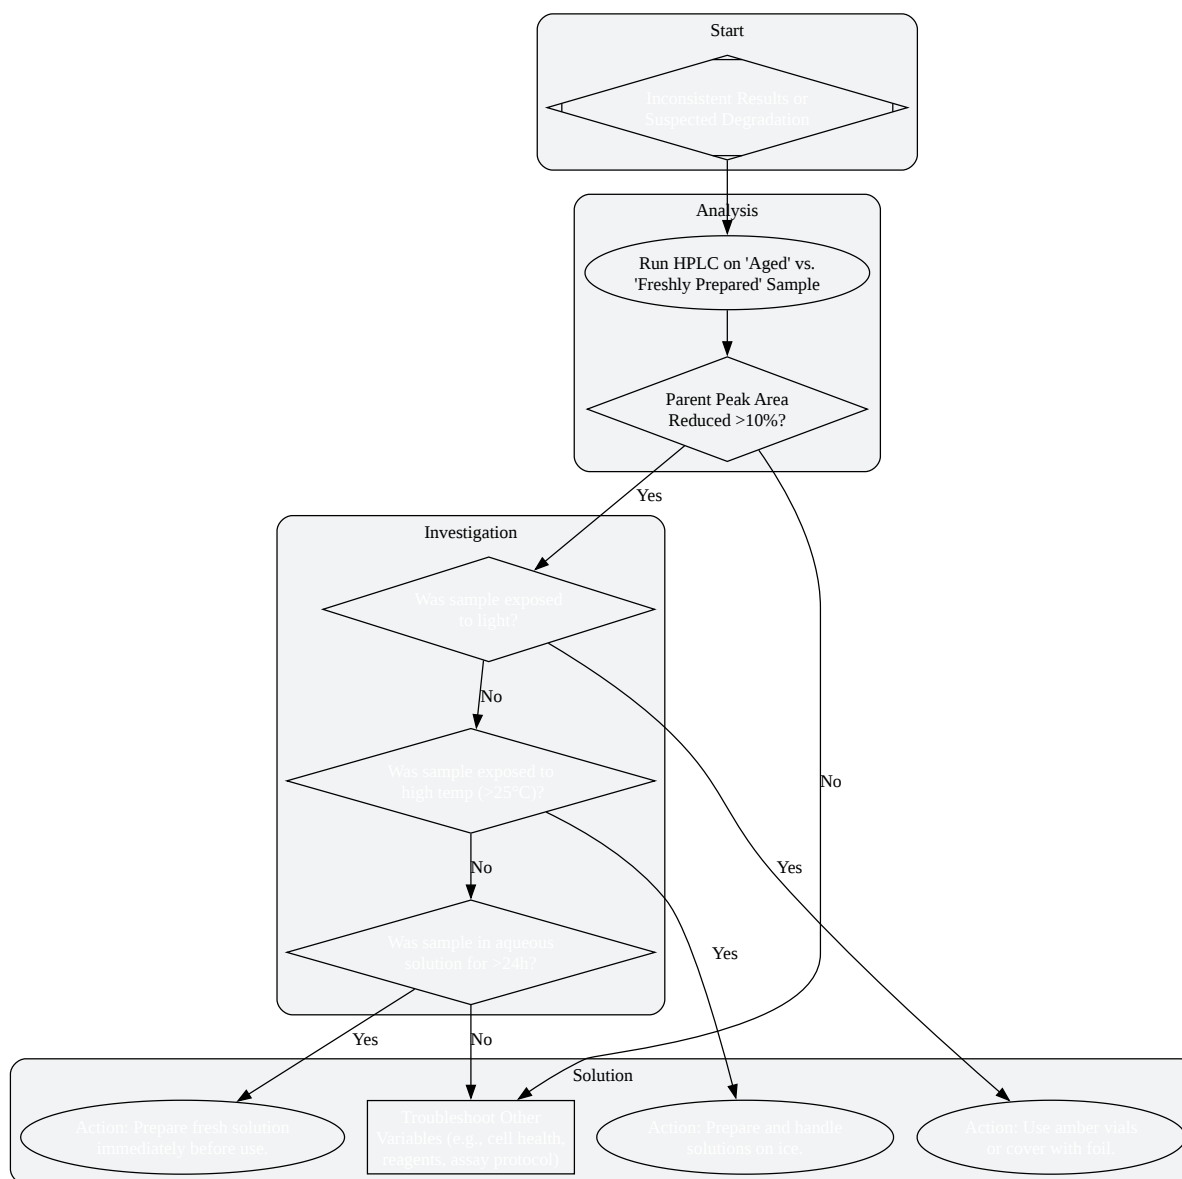 Start
Inconsistent Results or
Suspected Degradation
Analysis
Run HPLC on 'Aged' vs.
'Freshly Prepared' Sample
Parent Peak Area
Reduced >10%?
Yes
Investigation
Was sample exposed
to light?
No
Was sample exposed to
high temp (>25°C)?
No
No
Yes
Was sample in aqueous
solution for >24h?
Yes
Yes
No
Solution
Action: Prepare fresh solution
immediately before use.
Troubleshoot Other
Variables (e.g., cell health,
reagents, assay protocol)
Action: Prepare and handle
solutions on ice.
Action: Use amber vials
or cover with foil.